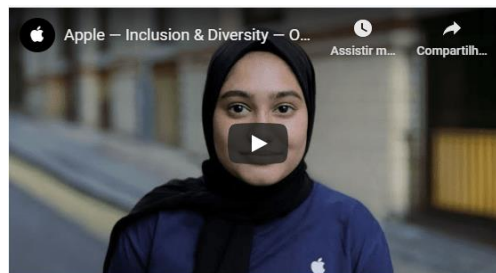 Apple — Inclusion & Diversity — O...
Assistir m...
Compartilh...